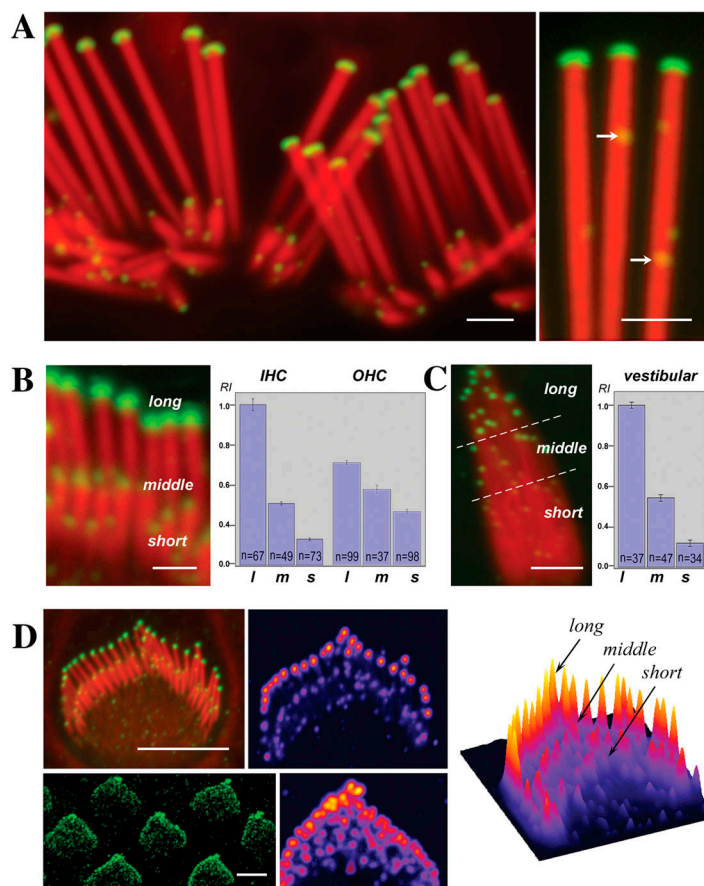 A
B
long
middle
short
RI
IHC
OHC
1.0
0.8
0.6
0.4
0.2
0.0
n=67
n=49
n=73
n=99
n=37
n=98
l
m
s
l
m
s
C
long
middle
short
RI
vestibular
1.0
0.8
0.6
0.4
0.2
0.0
n=37
n=47
n=34
l
m
s
D
long
middle
short